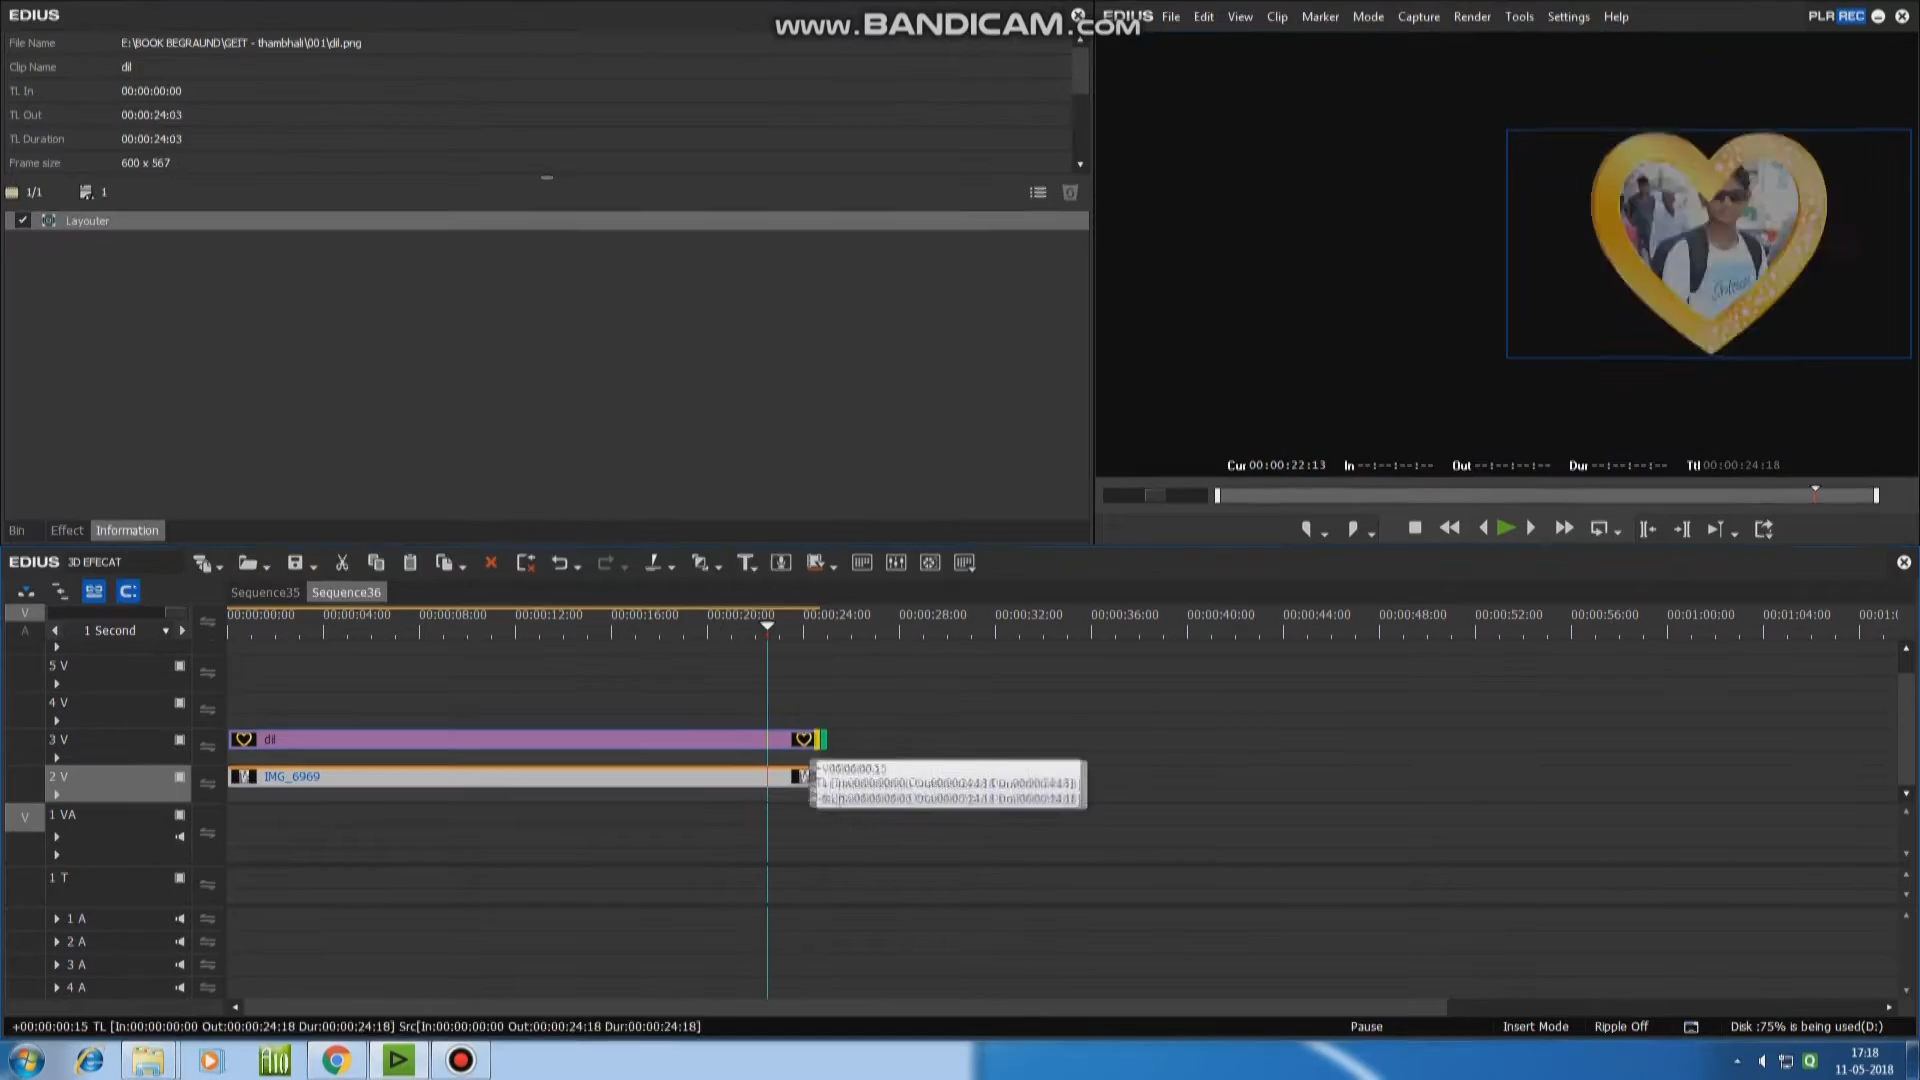 EDIUS
www.BANDICAM.com
EDIUS File Edit View Clip Marker Mode Capture Render Tools Settings Help
PLR REC
File Name E:\BOOK BEGRAUND\GEIT - thambhali\001\dil.png
Clip Name dil
TL In 00:00:00:00
TL Out 00:00:24:03
TL Duration 00:00:24:03
Frame size 600 x 567
1/1 1
Layouter
Cur 00:00:22:13 In --:--:--:-- Out --:--:--:-- Dur --:--:--:-- Ttl 00:00:24:18
Bin Effect Information
EDIUS 3D EFECAT
Sequence35 Sequence36
V
A
1 Second
00:00:00:00 00:00:04:00 00:00:08:00 00:00:12:00 00:00:16:00 00:00:20:00 00:00:24:00 00:00:28:00 00:00:32:00 00:00:36:00 00:00:40:00 00:00:44:00 00:00:48:00 00:00:52:00 00:00:56:00 00:01:00:00 00:01:04:00
5 V
4 V
3 V dil
2 V IMG_6969
V 1 VA
1 T
1 A
2 A
3 A
4 A
+00:00:00:15 TL [In:00:00:00:00 Out:00:00:24:18 Dur:00:00:24:18] Src[In:00:00:00:00 Out:00:00:24:18 Dur:00:00:24:18]
Pause Insert Mode Ripple Off Disk :75% is being used(D:)
17:18
11-05-2018